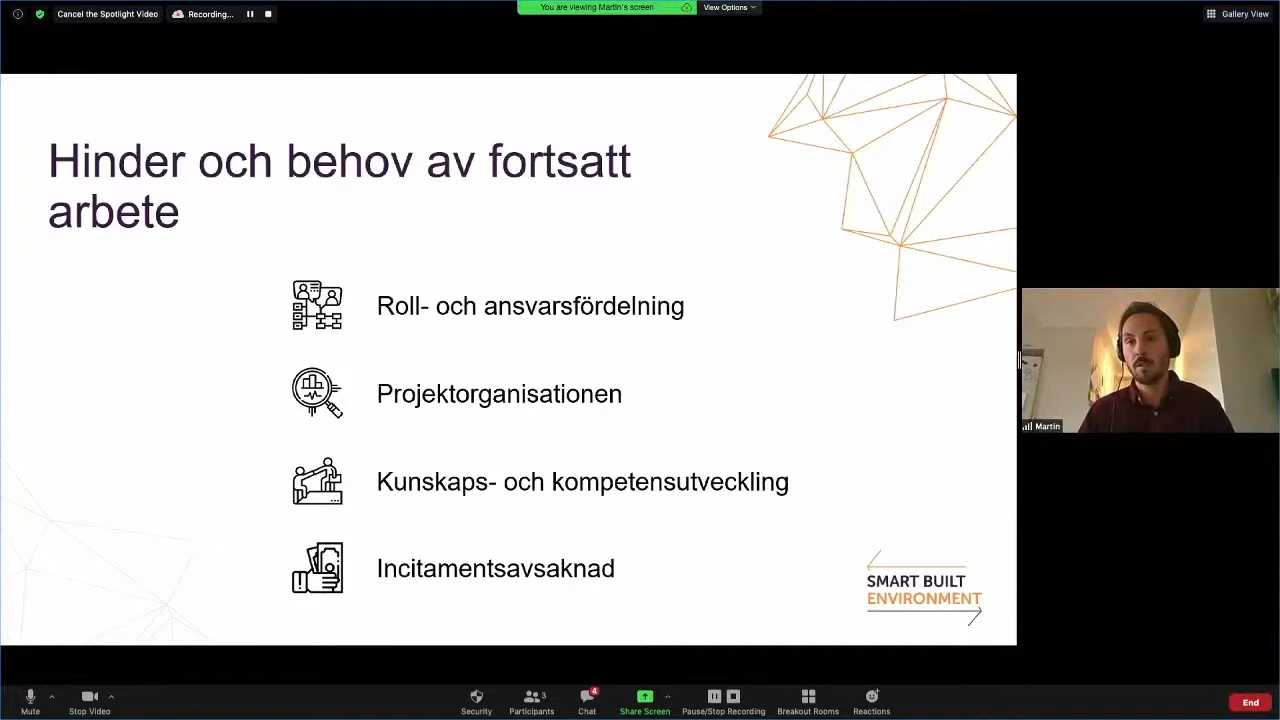 Cancel the Spotlight Video
Recording...
You are viewing Martin's screen
View Options
Gallery View
Hinder och behov av fortsatt
arbete
Roll- och ansvarsfördelning
Projektorganisationen
Kunskaps- och kompetensutveckling
Incitamentsavsaknad
SMART BUILT
ENVIRONMENT
Martin
Mute
Stop Video
Security
Participants
3
Chat
4
Share Screen
Pause/Stop Recording
Breakout Rooms
Reactions
End